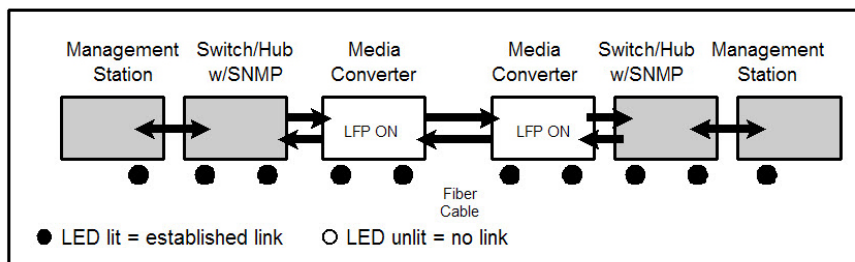 Management Station
Switch/Hub w/SNMP
Media Converter
Media Converter
Switch/Hub w/SNMP
Management Station
LFP ON
LFP ON
Fiber Cable
LED lit = established link
LED unlit = no link